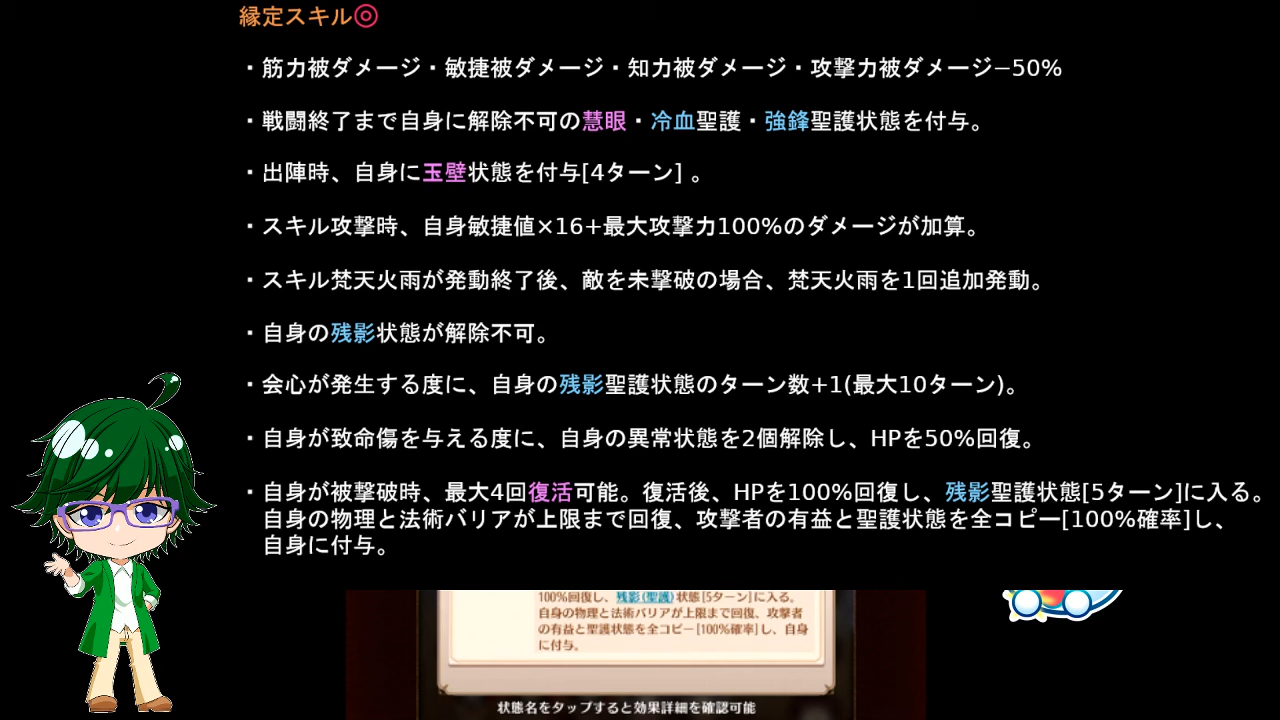 縁定スキル◎
・筋力被ダメージ・敏捷被ダメージ・知力被ダメージ・攻撃力被ダメージ−50%
・戦闘終了まで自身に解除不可の慧眼・冷血聖護・強鋒聖護状態を付与。
・出陣時、自身に玉壁状態を付与[4ターン] 。
・スキル攻撃時、自身敏捷値×16+最大攻撃力100%のダメージが加算。
・スキル梵天火雨が発動終了後、敵を未撃破の場合、梵天火雨を1回追加発動。
・自身の残影状態が解除不可。
・会心が発生する度に、自身の残影聖護状態のターン数+1(最大10ターン)。
・自身が致命傷を与える度に、自身の異常状態を2個解除し、HPを50%回復。
・自身が被撃破時、最大4回復活可能。復活後、HPを100%回復し、残影聖護状態[5ターン]に入る。
自身の物理と法術バリアが上限まで回復、攻撃者の有益と聖護状態を全コピー[100%確率]し、
自身に付与。
100%回復し、残影(聖護)状態[5ターン]に入る。
自身の物理と法術バリアが上限まで回復、攻撃者
の有益と聖護状態を全コピー[100%確率]し、自身
に付与。
状態名をタップすると効果詳細を確認可能